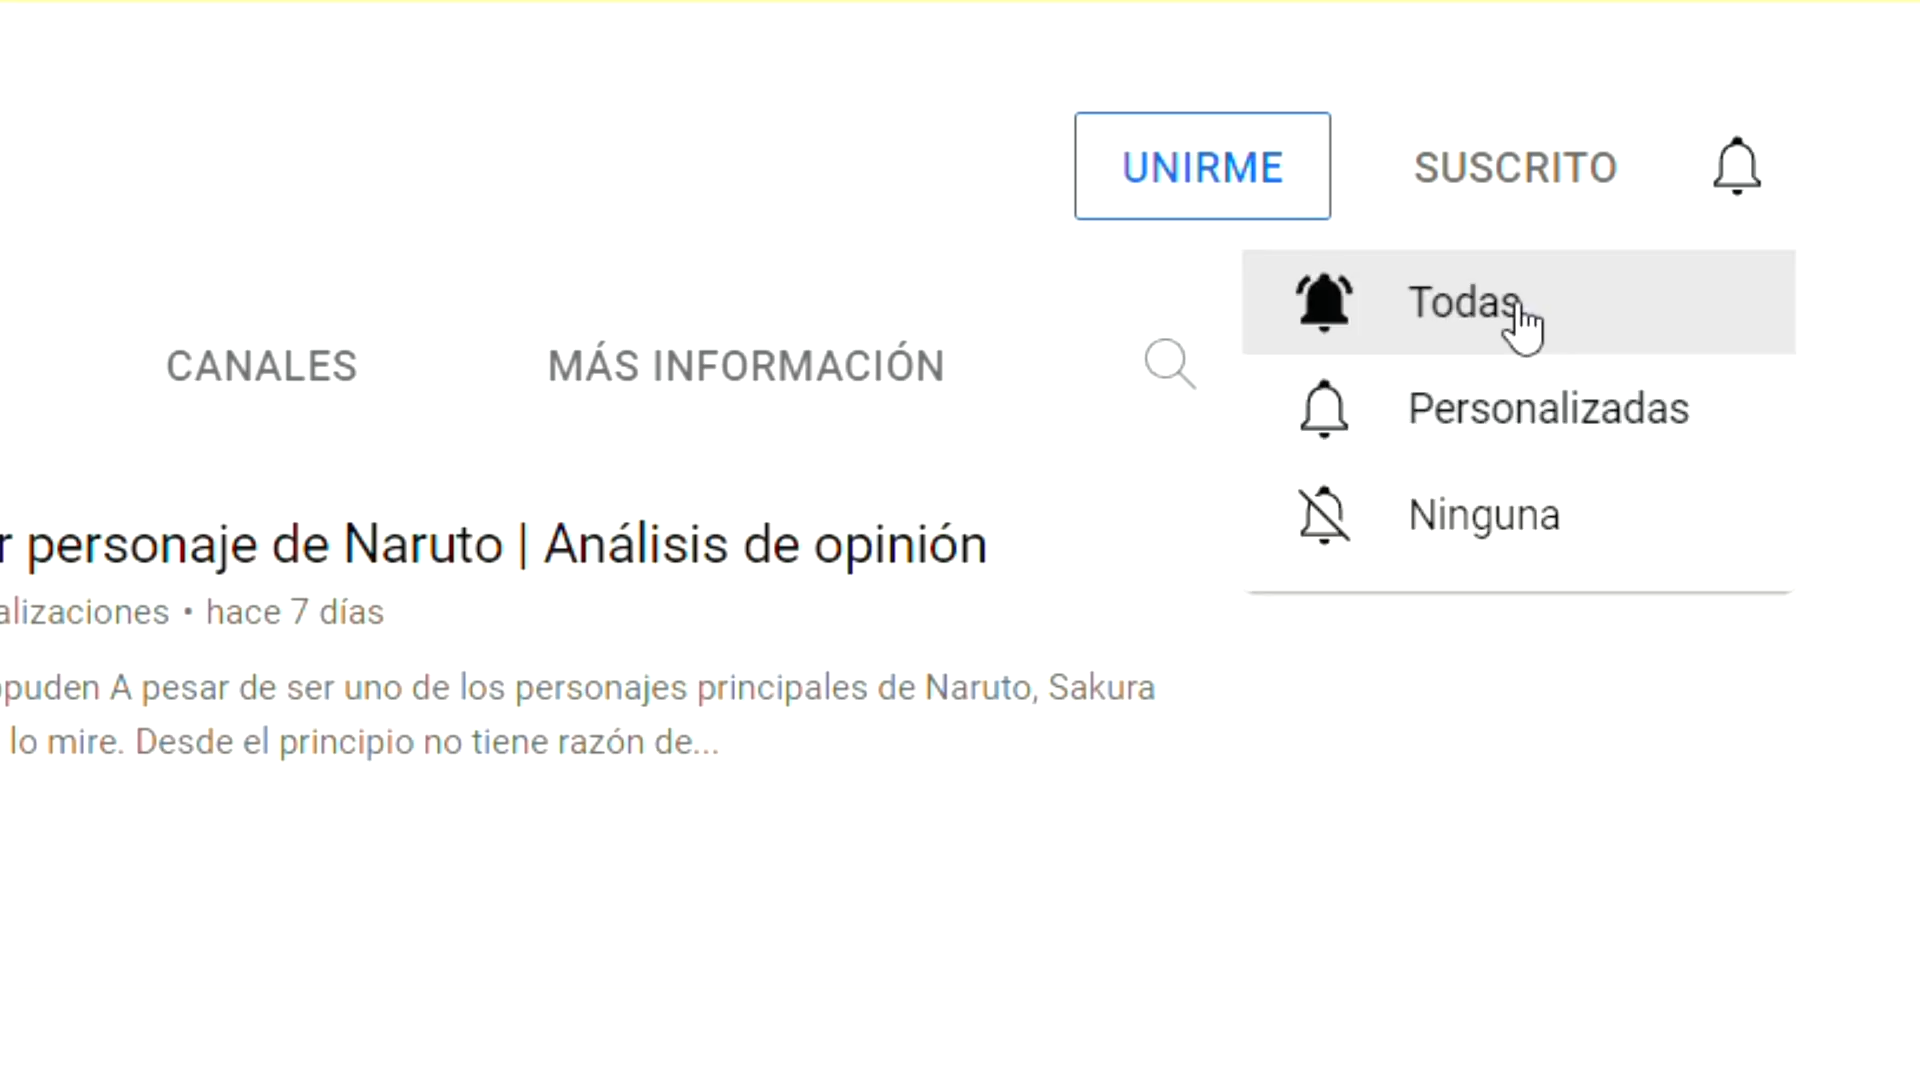 UNIRME SUSCRITO
Todas
CANALES MÁS INFORMACIÓN
Personalizadas
Ninguna
personaje de Naruto | Análisis de opinión
hace 7 días
A pesar de ser uno de los personajes principales de Naruto, Sakura
lo mire. Desde el principio no tiene razón de...